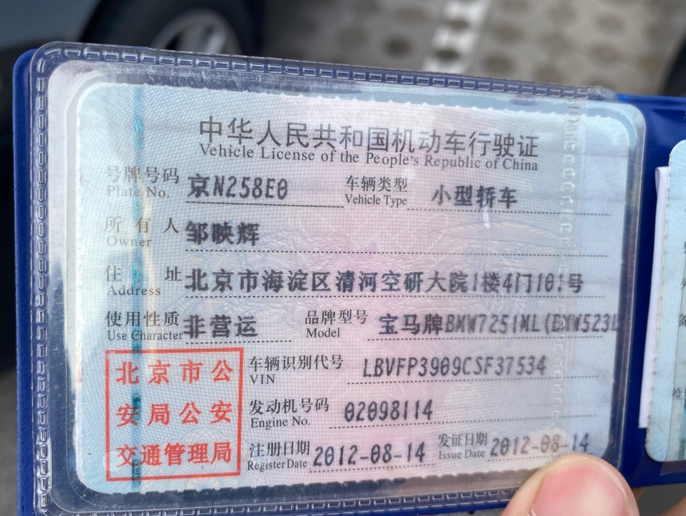 中华人民共和国机动车行驶证
Vehicle License of the People's Republic of China
号牌号码 京N258E0 车辆类型 小型轿车
Plate No. Vehicle Type
所有人 邹映辉
Owner
住址 北京市海淀区清河空研大院1楼4门101号
Address
使用性质 非营运 品牌型号 宝马牌BMW7251ML(BMW523L
Use Character Model
北京市公
安局公安
交通管理局
车辆识别代号 LBVFP3909CSF37534
VIN
发动机号码 02098114
Engine No.
注册日期 2012-08-14 发证日期 2012-08-14
Register Date Issue Date